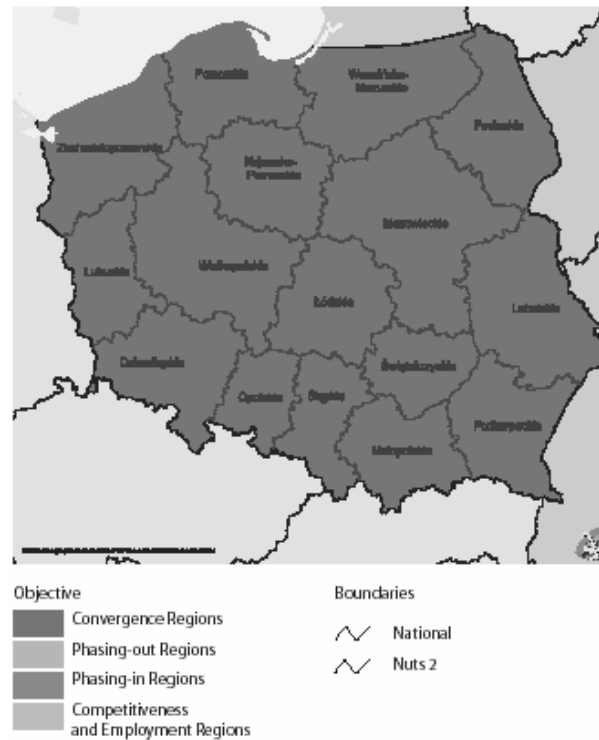 Pomorskie
Warmińsko-
Mazurskie
Podlaskie
Zachodniopomorskie
Kujawsko-
Pomorskie
Mazowieckie
Lubuskie
Wielkopolskie
Łódzkie
Lubelskie
Dolnośląskie
Opolskie
Śląskie
Świętokrzyskie
Małopolskie
Podkarpackie
Objective
Convergence Regions
Phasing-out Regions
Phasing-in Regions
Competitiveness
and Employment Regions
Boundaries
National
Nuts 2